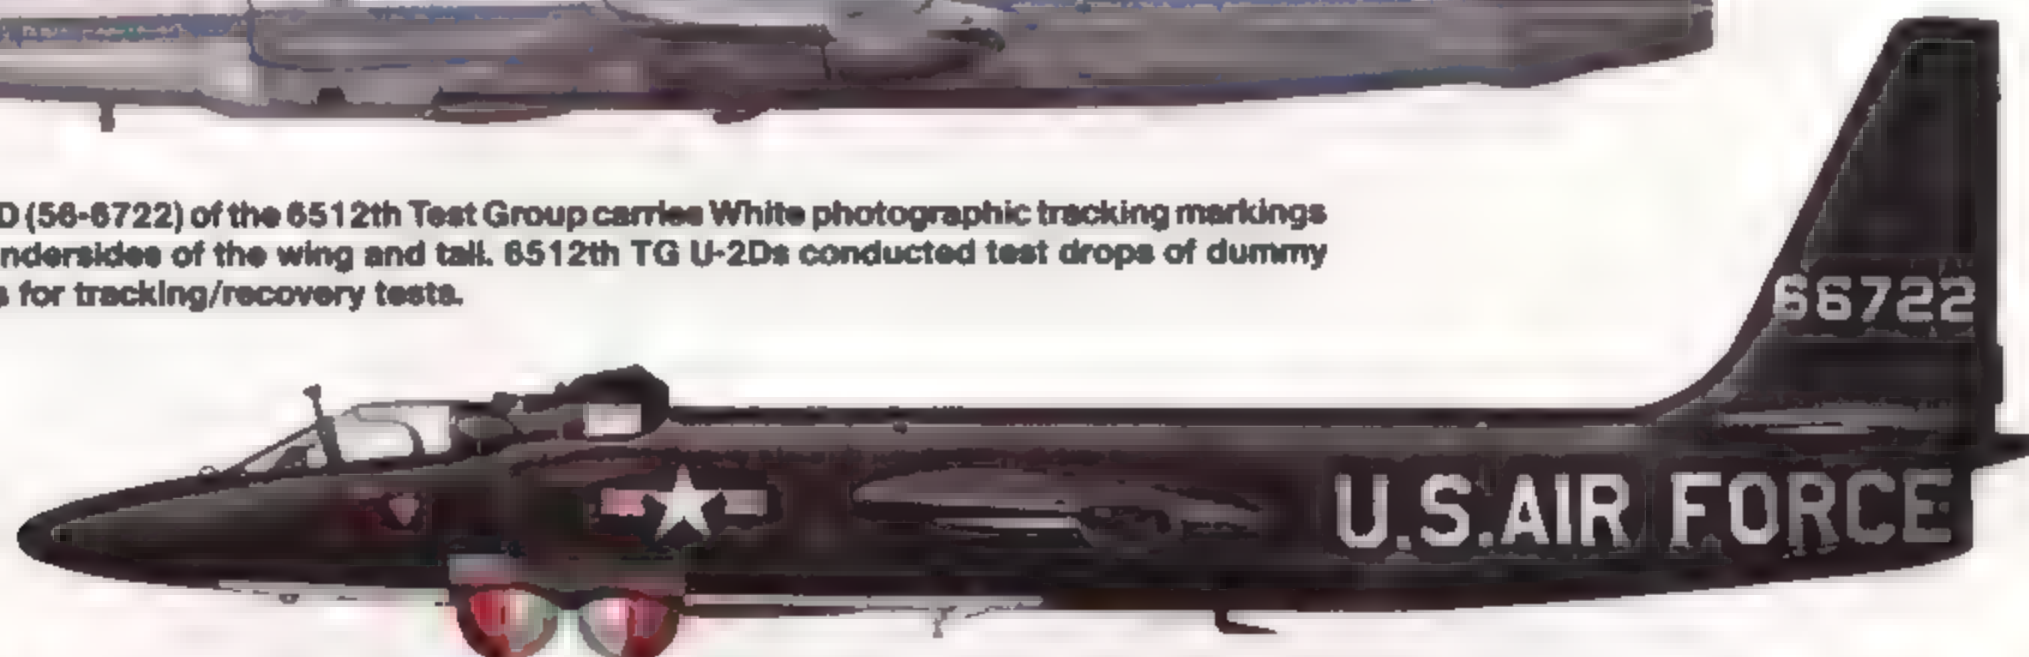 D (56-6722) of the 6512th Test Group carries White photographic tracking markings
ndersides of the wing and tail. 6512th TG U-2Ds conducted test drops of dummy
s for tracking/recovery tests.
66722
U.S.AIR FORCE